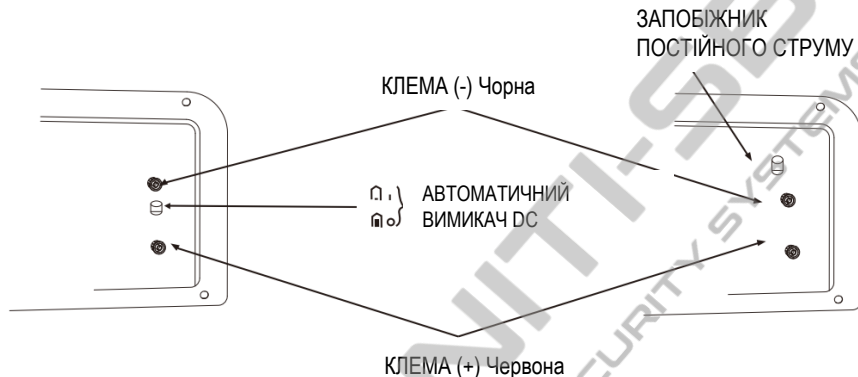 ЗАПОБІЖНИК
ПОСТІЙНОГО СТРУМУ
КЛЕМА (-) Чорна
АВТОМАТИЧНИЙ
ВИМИКАЧ DC
КЛЕМА (+) Червона